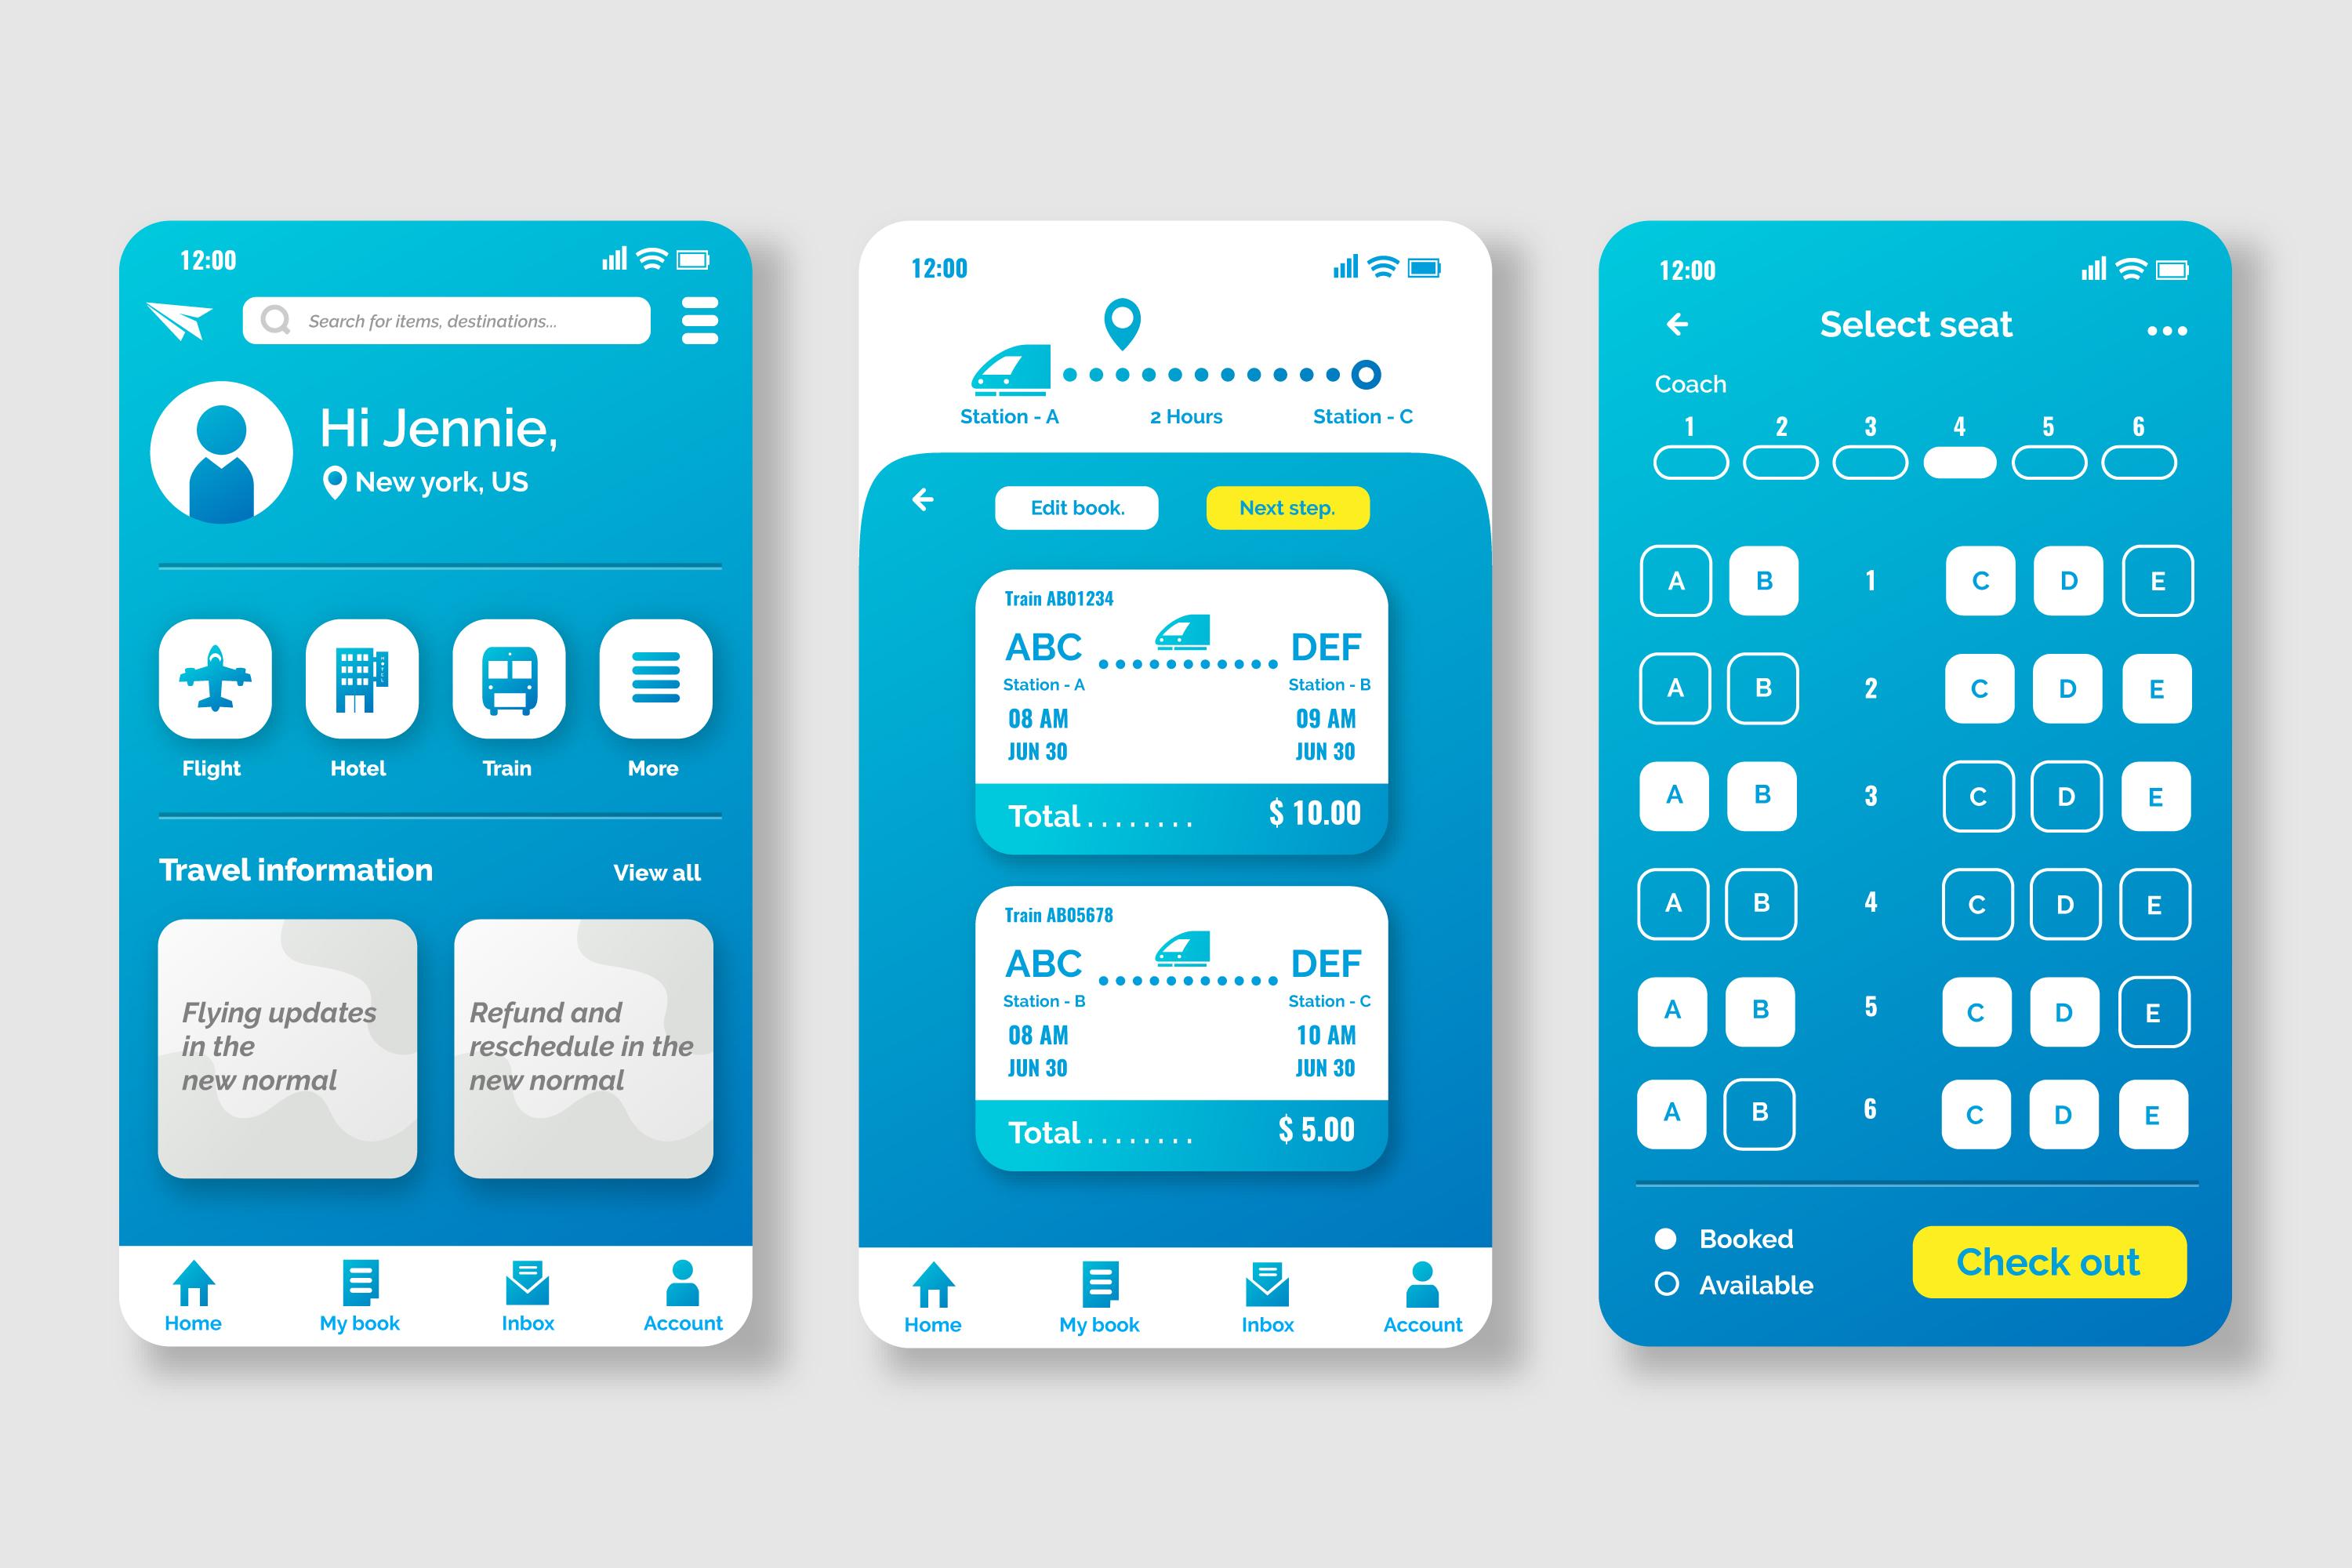 12:00
Search for items, destinations...
Hi Jennie,
New york, US
HOTEL
Flight Hotel Train More
Travel information View all
Flying updates
in the
new normal
Refund and
reschedule in the
new normal
Home My book Inbox Account
12:00
Station - A 2 Hours Station - C
Edit book. Next step.
Train AB01234
ABC DEF
Station - A Station - B
08 AM 09 AM
JUN 30 JUN 30
Total . . . . . . . . $ 10.00
Train AB05678
ABC DEF
Station - B Station - C
08 AM 10 AM
JUN 30 JUN 30
Total . . . . . . . . $ 5.00
Home My book Inbox Account
12:00
Select seat
Coach
1 2 3 4 5 6
A B 1 C D E
A B 2 C D E
A B 3 C D E
A B 4 C D E
A B 5 C D E
A B 6 C D E
Booked
Available
Check out